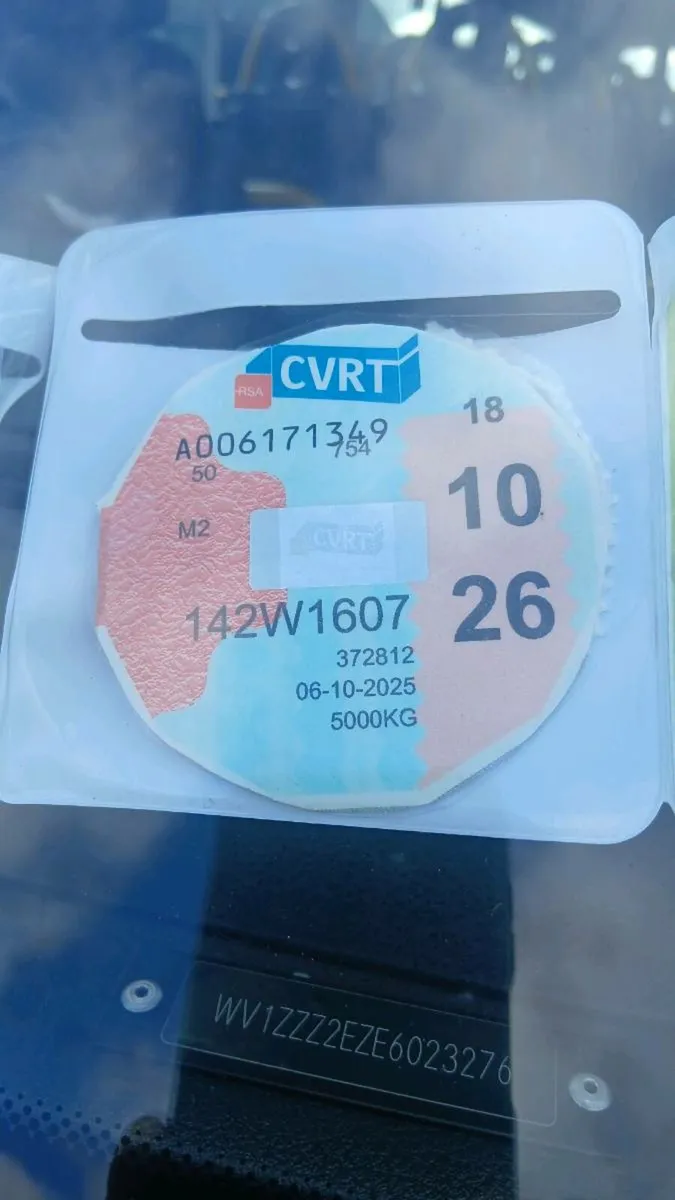 CVRT
RSA
18
A006171349
754
50
10
M2
CVRT
142W1607
26
372812
06-10-2025
5000KG
WV1ZZZ2EZE6023276